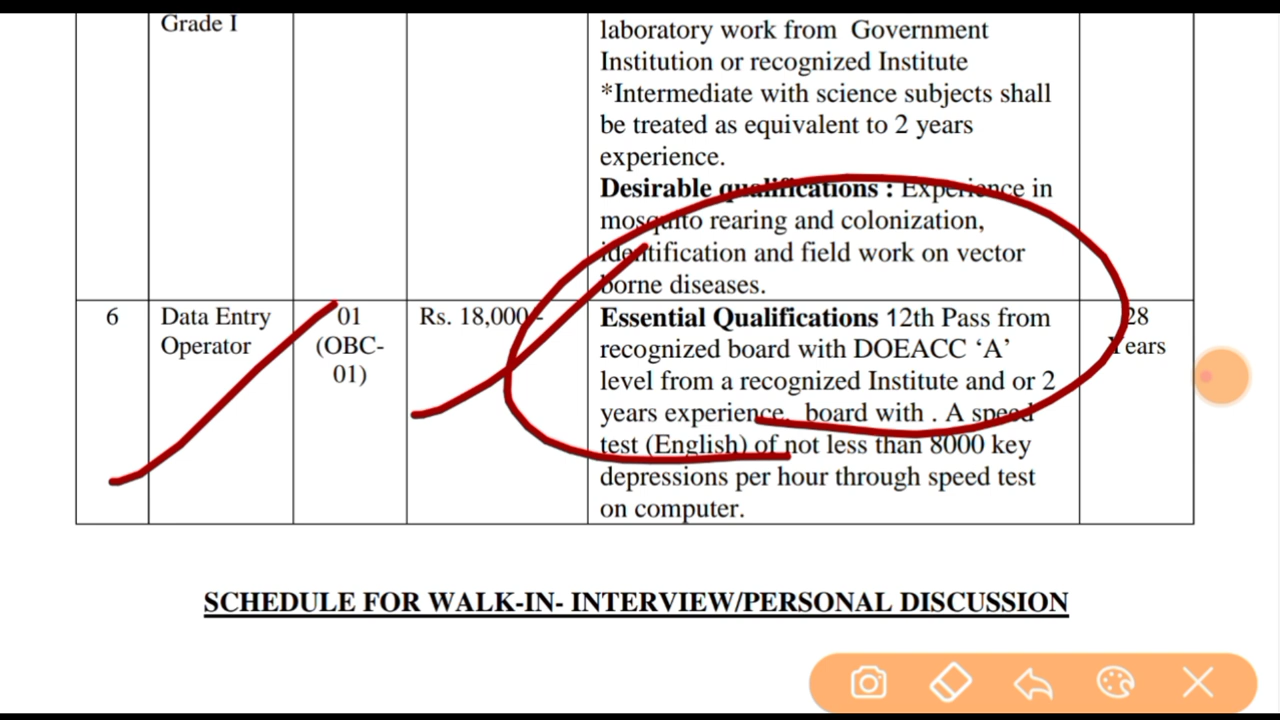 Grade I
laboratory work from Government
Institution or recognized Institute
*Intermediate with science subjects shall
be treated as equivalent to 2 years
experience.
Desirable qualifications : Experience in
mosquito rearing and colonization,
identification and field work on vector
borne diseases.
6
Data Entry
Operator
01
(OBC-
01)
Rs. 18,000/-
Essential Qualifications 12th Pass from
recognized board with DOEACC ‘A’
level from a recognized Institute and or 2
years experience. board with . A speed
test (English) of not less than 8000 key
depressions per hour through speed test
on computer.
28
Years
SCHEDULE FOR WALK-IN- INTERVIEW/PERSONAL DISCUSSION